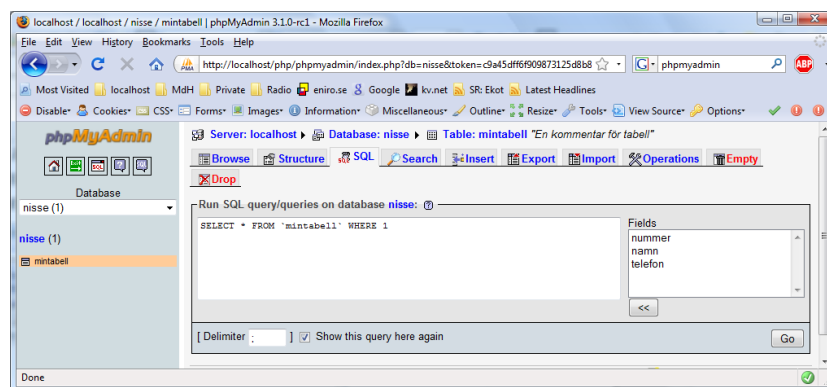 localhost / localhost / nisse / mintabell | phpMyAdmin 3.1.0-rc1 - Mozilla Firefox
File Edit View History Bookmarks Tools Help
http://localhost/php/phpmyadmin/index.php?db=nisse&token=c9a45dff6f909873125d8b8 phpmyadmin ABP
Most Visited localhost MdH Private Radio eniro.se Google kv.net SR: Ekot Latest Headlines
Disable Cookies CSS Forms Images Information Miscellaneous Outline Resize Tools View Source Options
phpMyAdmin
Server: localhost Database: nisse Table: mintabell "En kommentar för tabell"
Browse Structure SQL Search Insert Export Import Operations Empty
Drop
Database
nisse (1)
nisse (1)
mintabell
Run SQL query/queries on database nisse:
SELECT * FROM `mintabell` WHERE 1
Fields
nummer
namn
telefon
<<
[ Delimiter ; ] Show this query here again
Go
Done